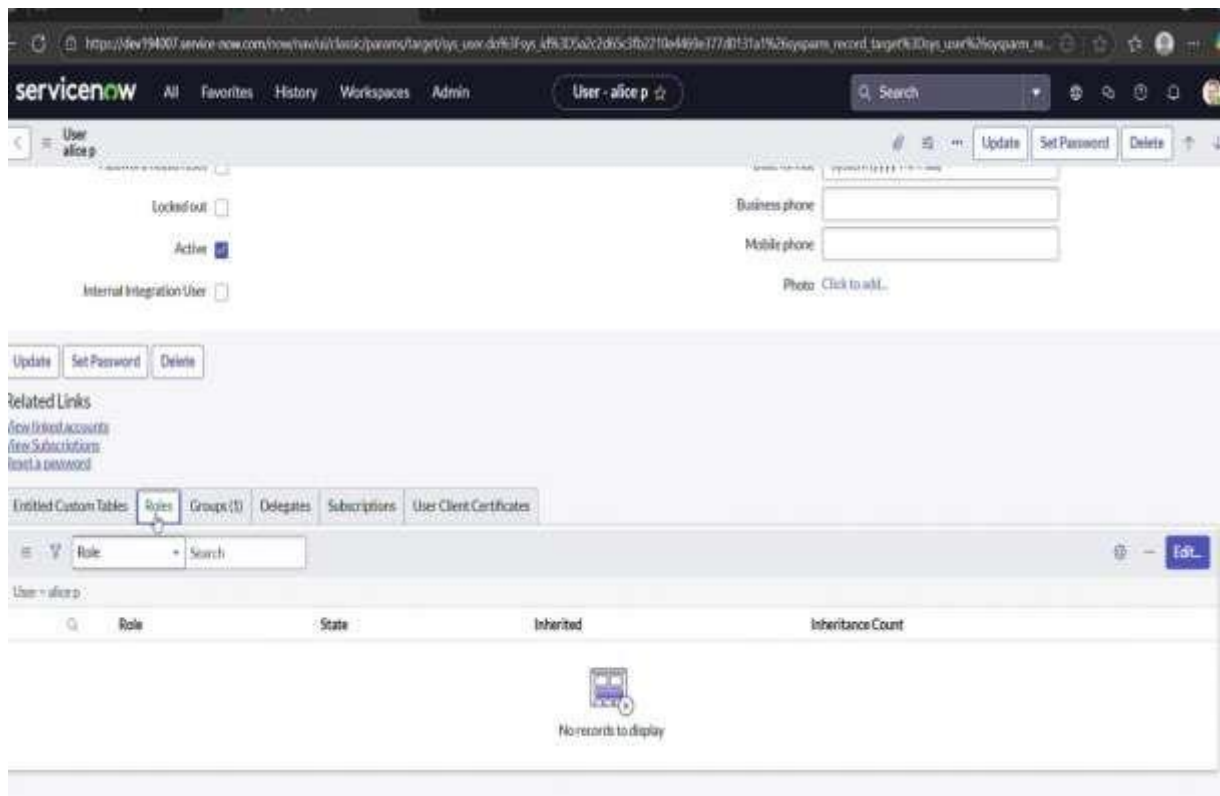 servicenow All Favorites History Workspaces Admin User - alice p Search
User
alice p
Update Set Password Delete
Locked out
Business phone
Active
Mobile phone
Internal Integration User
Photo Click to add...
Update Set Password Delete
Related Links
View linked accounts
View Subscriptions
Reset a password
Entitled Custom Tables Roles Groups (1) Delegates Subscriptions User Client Certificates
Role Search Edit...
User = alice p
Role State Inherited Inheritance Count
No records to display